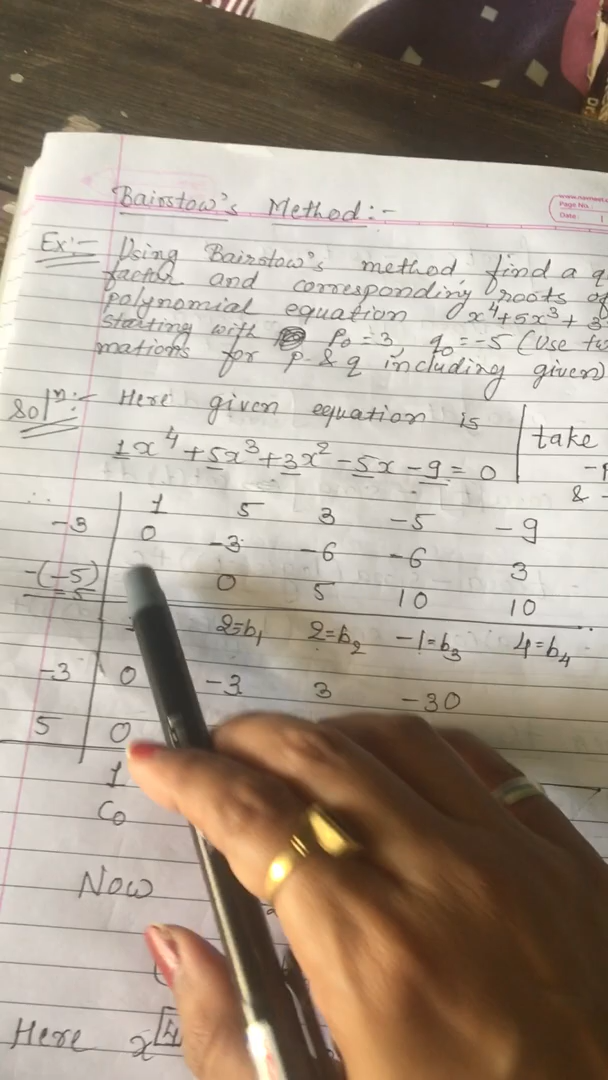 Bairstow's Method:-
Page No.
Date:
Ex:- Using Bairstow's method, find a q
factor and corresponding roots of
polynomial equation x⁴+5x³+3
starting with p₀=3, q₀=-5 (Use tw
mations for p & q including given)
Solⁿ:- Here given equation is
take
1x⁴+5x³+3x²-5x-9=0
-p
& -
∴ 1 5 3 -5 -9
-3 0 -3 -6 -6 3
-(-5) 0 5 10 10
2=b₁ 2=b₂ -1=b₃ 4=b₄
-3 0 -3 3 -30
5 0
1
C₀
Now
Here x⁴